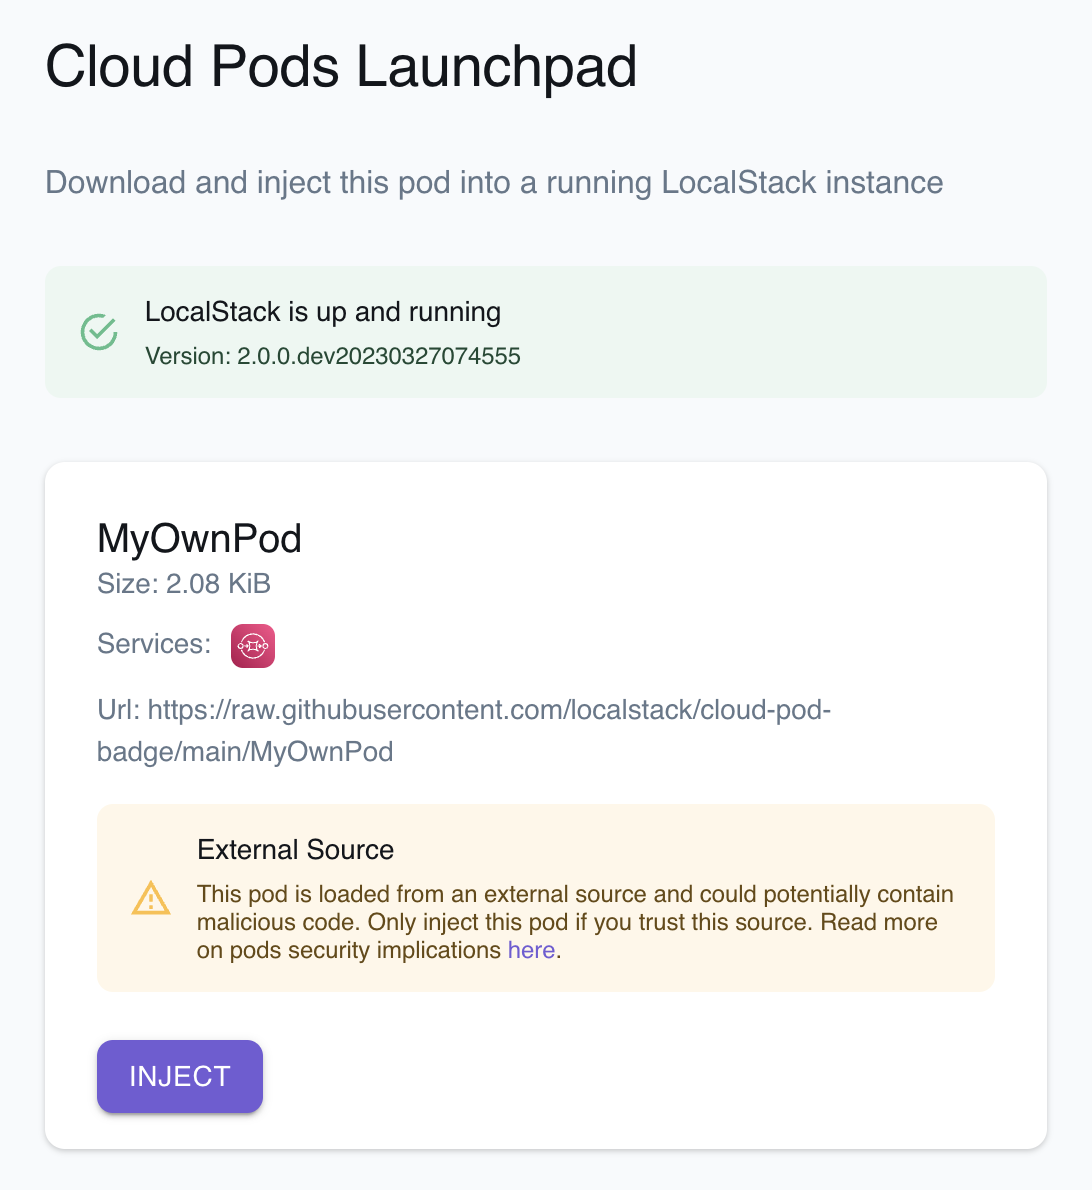 Cloud Pods Launchpad
Download and inject this pod into a running LocalStack instance
LocalStack is up and running
Version: 2.0.0.dev20230327074555
MyOwnPod
Size: 2.08 KiB
Services:
Url: https://raw.githubusercontent.com/localstack/cloud-pod-
badge/main/MyOwnPod
External Source
This pod is loaded from an external source and could potentially contain
malicious code. Only inject this pod if you trust this source. Read more
on pods security implications here.
INJECT